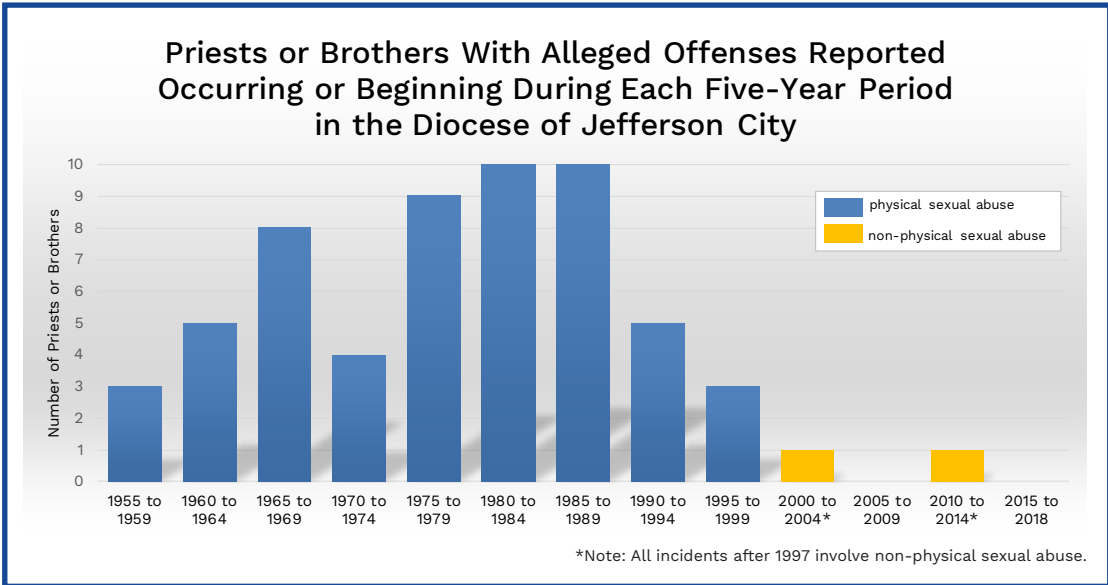 Priests or Brothers With Alleged Offenses Reported
Occurring or Beginning During Each Five-Year Period
in the Diocese of Jefferson City
Number of Priests or Brothers
10
9
8
7
6
5
4
3
2
1
0
physical sexual abuse
non-physical sexual abuse
1955 to 1960 to 1965 to 1970 to 1975 to 1980 to 1985 to 1990 to 1995 to 2000 to 2005 to 2010 to 2015 to
1959 1964 1969 1974 1979 1984 1989 1994 1999 2004* 2009 2014* 2018
*Note: All incidents after 1997 involve non-physical sexual abuse.